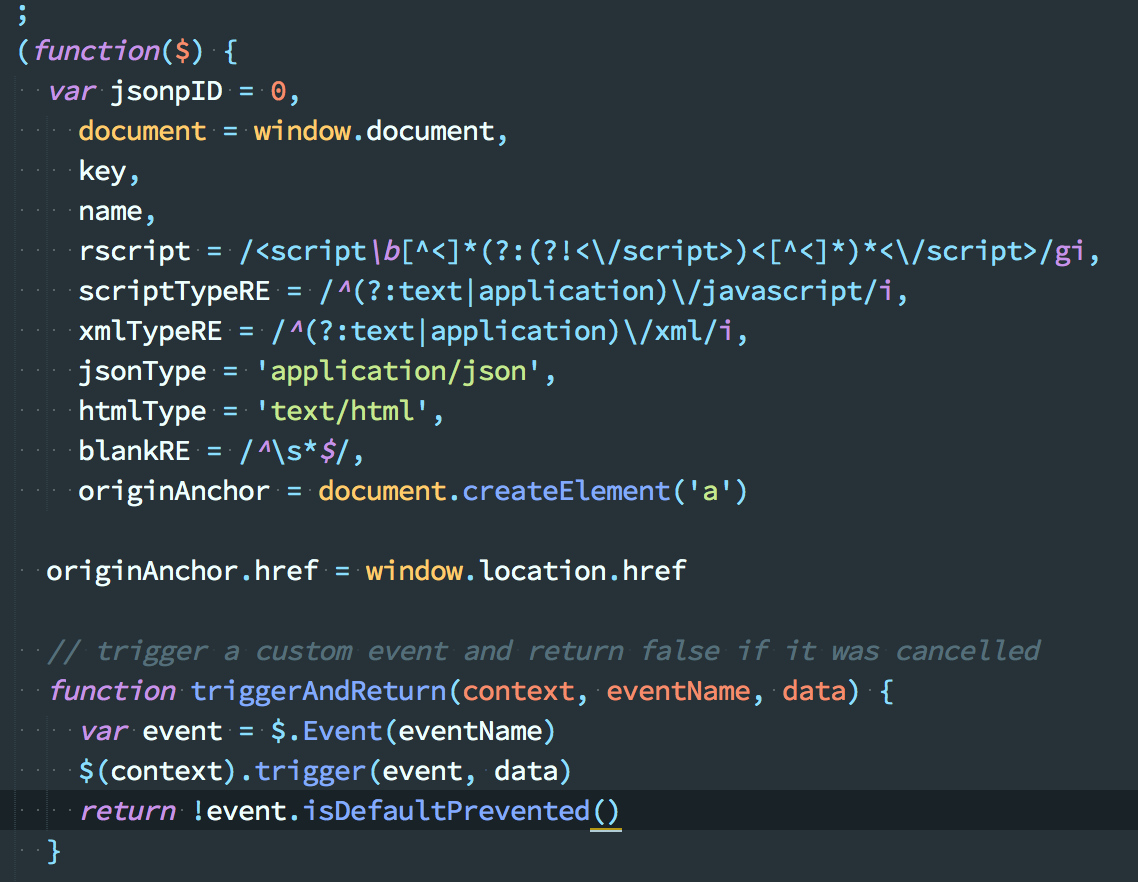 ;
(function($) {
  var jsonpID = 0,
    document = window.document,
    key,
    name,
    rscript = /<script\b[^<]*(?:(?!<\/script>)<[^<]*)*<\/script>/gi,
    scriptTypeRE = /^(?:text|application)\/javascript/i,
    xmlTypeRE = /^(?:text|application)\/xml/i,
    jsonType = 'application/json',
    htmlType = 'text/html',
    blankRE = /^\s*$/,
    originAnchor = document.createElement('a')

  originAnchor.href = window.location.href

  // trigger a custom event and return false if it was cancelled
  function triggerAndReturn(context, eventName, data) {
    var event = $.Event(eventName)
    $(context).trigger(event, data)
    return !event.isDefaultPrevented()
  }